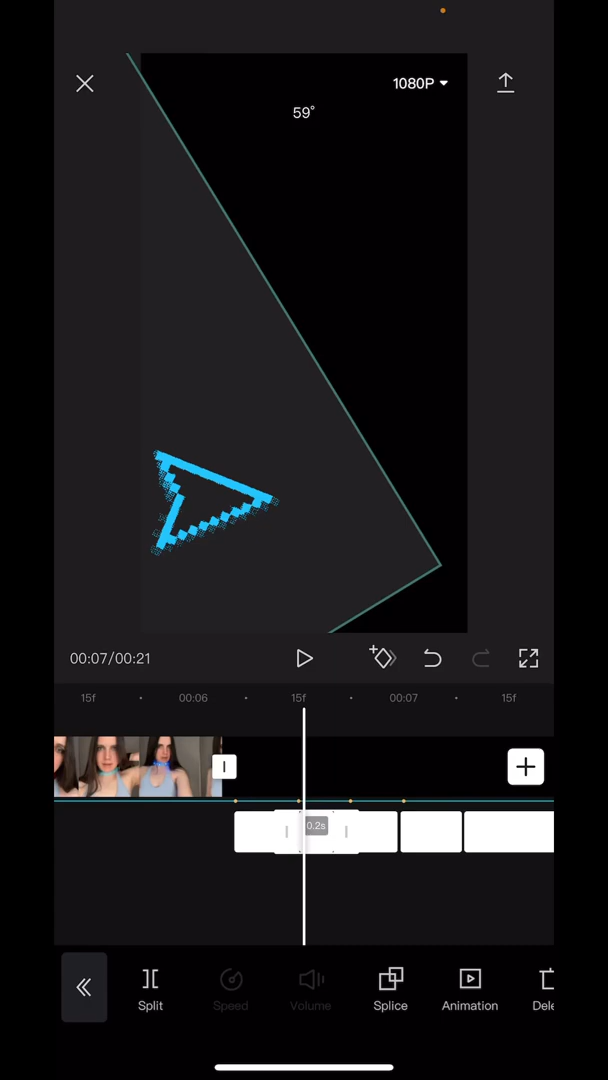 1080P
59°
00:07/00:21
15f
00:06
15f
00:07
15f
0.2s
Split
Speed
Volume
Splice
Animation
Dele